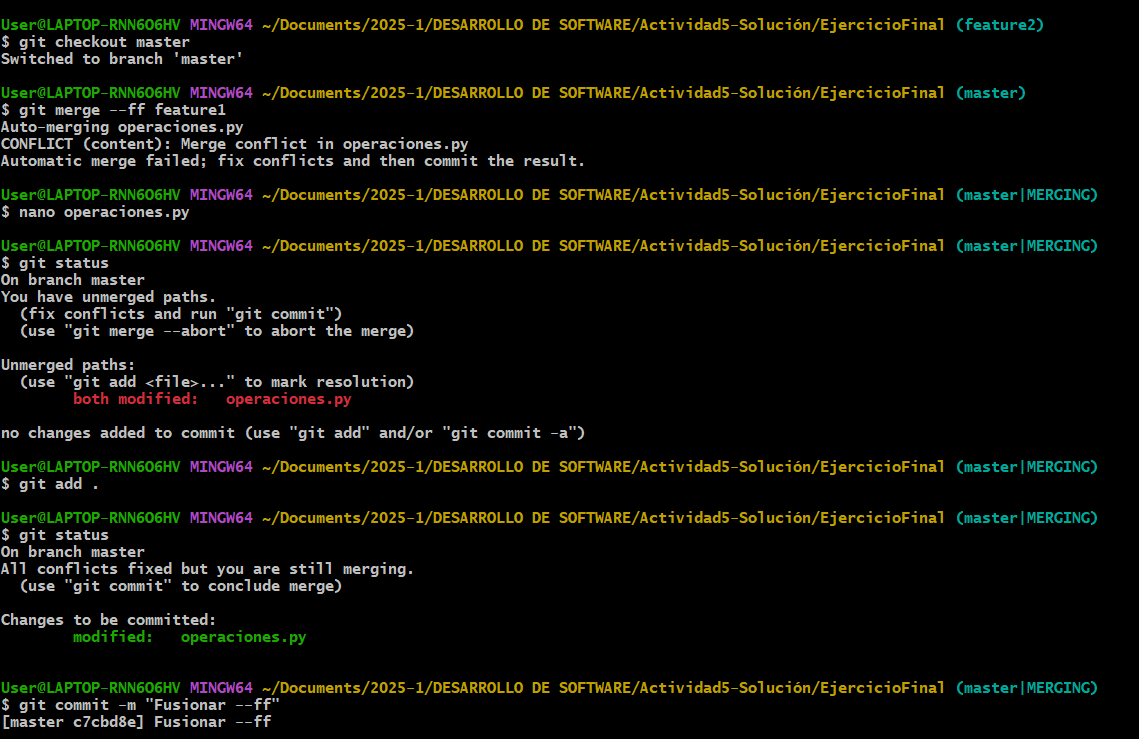 User@LAPTOP-RNN6O6HV MINGW64 ~/Documents/2025-1/DESARROLLO DE SOFTWARE/Actividad5-Solución/EjercicioFinal (feature2)
$ git checkout master
Switched to branch 'master'

User@LAPTOP-RNN6O6HV MINGW64 ~/Documents/2025-1/DESARROLLO DE SOFTWARE/Actividad5-Solución/EjercicioFinal (master)
$ git merge --ff feature1
Auto-merging operaciones.py
CONFLICT (content): Merge conflict in operaciones.py
Automatic merge failed; fix conflicts and then commit the result.

User@LAPTOP-RNN6O6HV MINGW64 ~/Documents/2025-1/DESARROLLO DE SOFTWARE/Actividad5-Solución/EjercicioFinal (master|MERGING)
$ nano operaciones.py

User@LAPTOP-RNN6O6HV MINGW64 ~/Documents/2025-1/DESARROLLO DE SOFTWARE/Actividad5-Solución/EjercicioFinal (master|MERGING)
$ git status
On branch master
You have unmerged paths.
  (fix conflicts and run "git commit")
  (use "git merge --abort" to abort the merge)

Unmerged paths:
  (use "git add <file>..." to mark resolution)
        both modified:   operaciones.py

no changes added to commit (use "git add" and/or "git commit -a")

User@LAPTOP-RNN6O6HV MINGW64 ~/Documents/2025-1/DESARROLLO DE SOFTWARE/Actividad5-Solución/EjercicioFinal (master|MERGING)
$ git add .

User@LAPTOP-RNN6O6HV MINGW64 ~/Documents/2025-1/DESARROLLO DE SOFTWARE/Actividad5-Solución/EjercicioFinal (master|MERGING)
$ git status
On branch master
All conflicts fixed but you are still merging.
  (use "git commit" to conclude merge)

Changes to be committed:
        modified:   operaciones.py

User@LAPTOP-RNN6O6HV MINGW64 ~/Documents/2025-1/DESARROLLO DE SOFTWARE/Actividad5-Solución/EjercicioFinal (master|MERGING)
$ git commit -m "Fusionar --ff"
[master c7cbd8e] Fusionar --ff